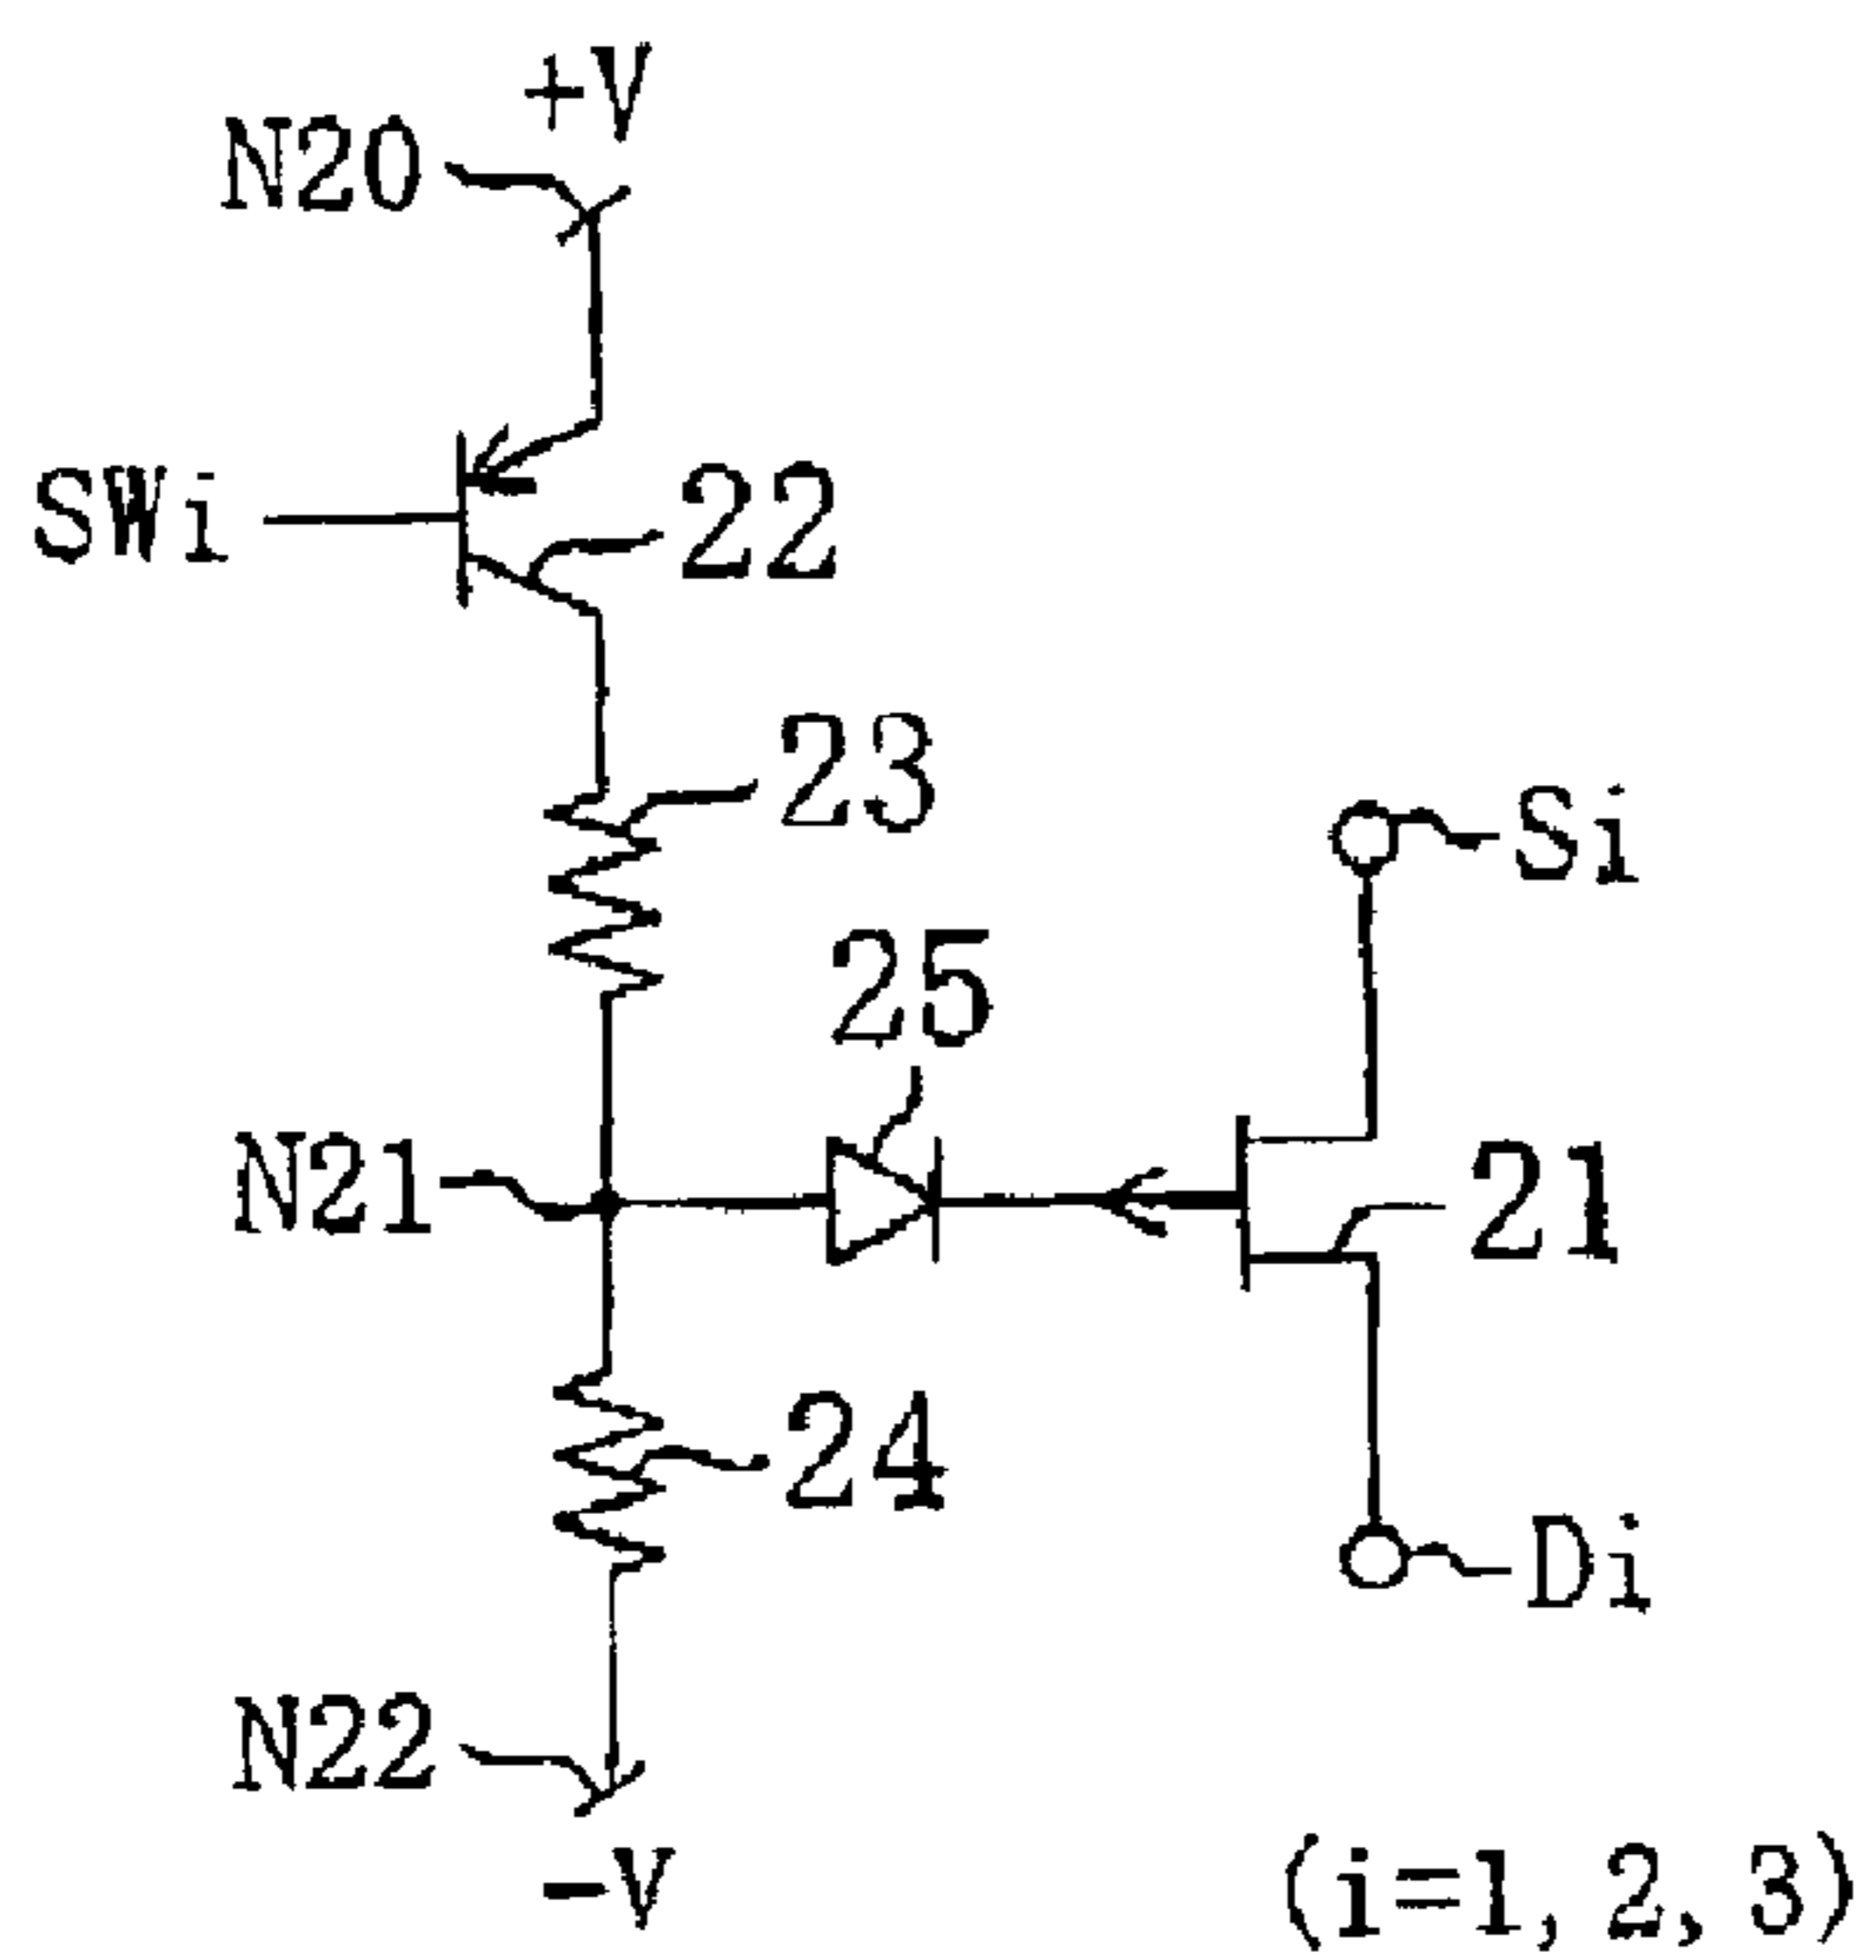 +V
N20
SWi
22
23
Si
25
N21
21
24
Di
N22
-V
(i=1, 2, 3)